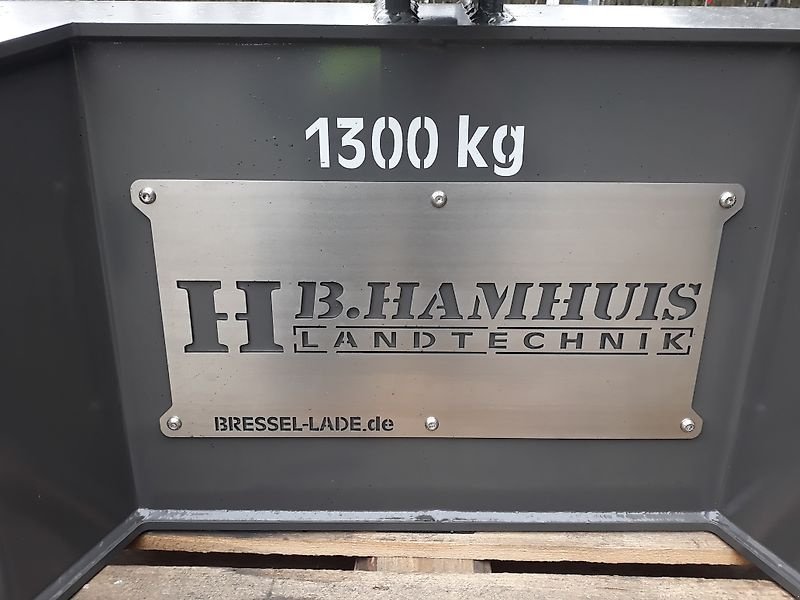 1300 kg
H B.HAMHUIS
LANDTECHNIK
BRESSEL-LADE.de